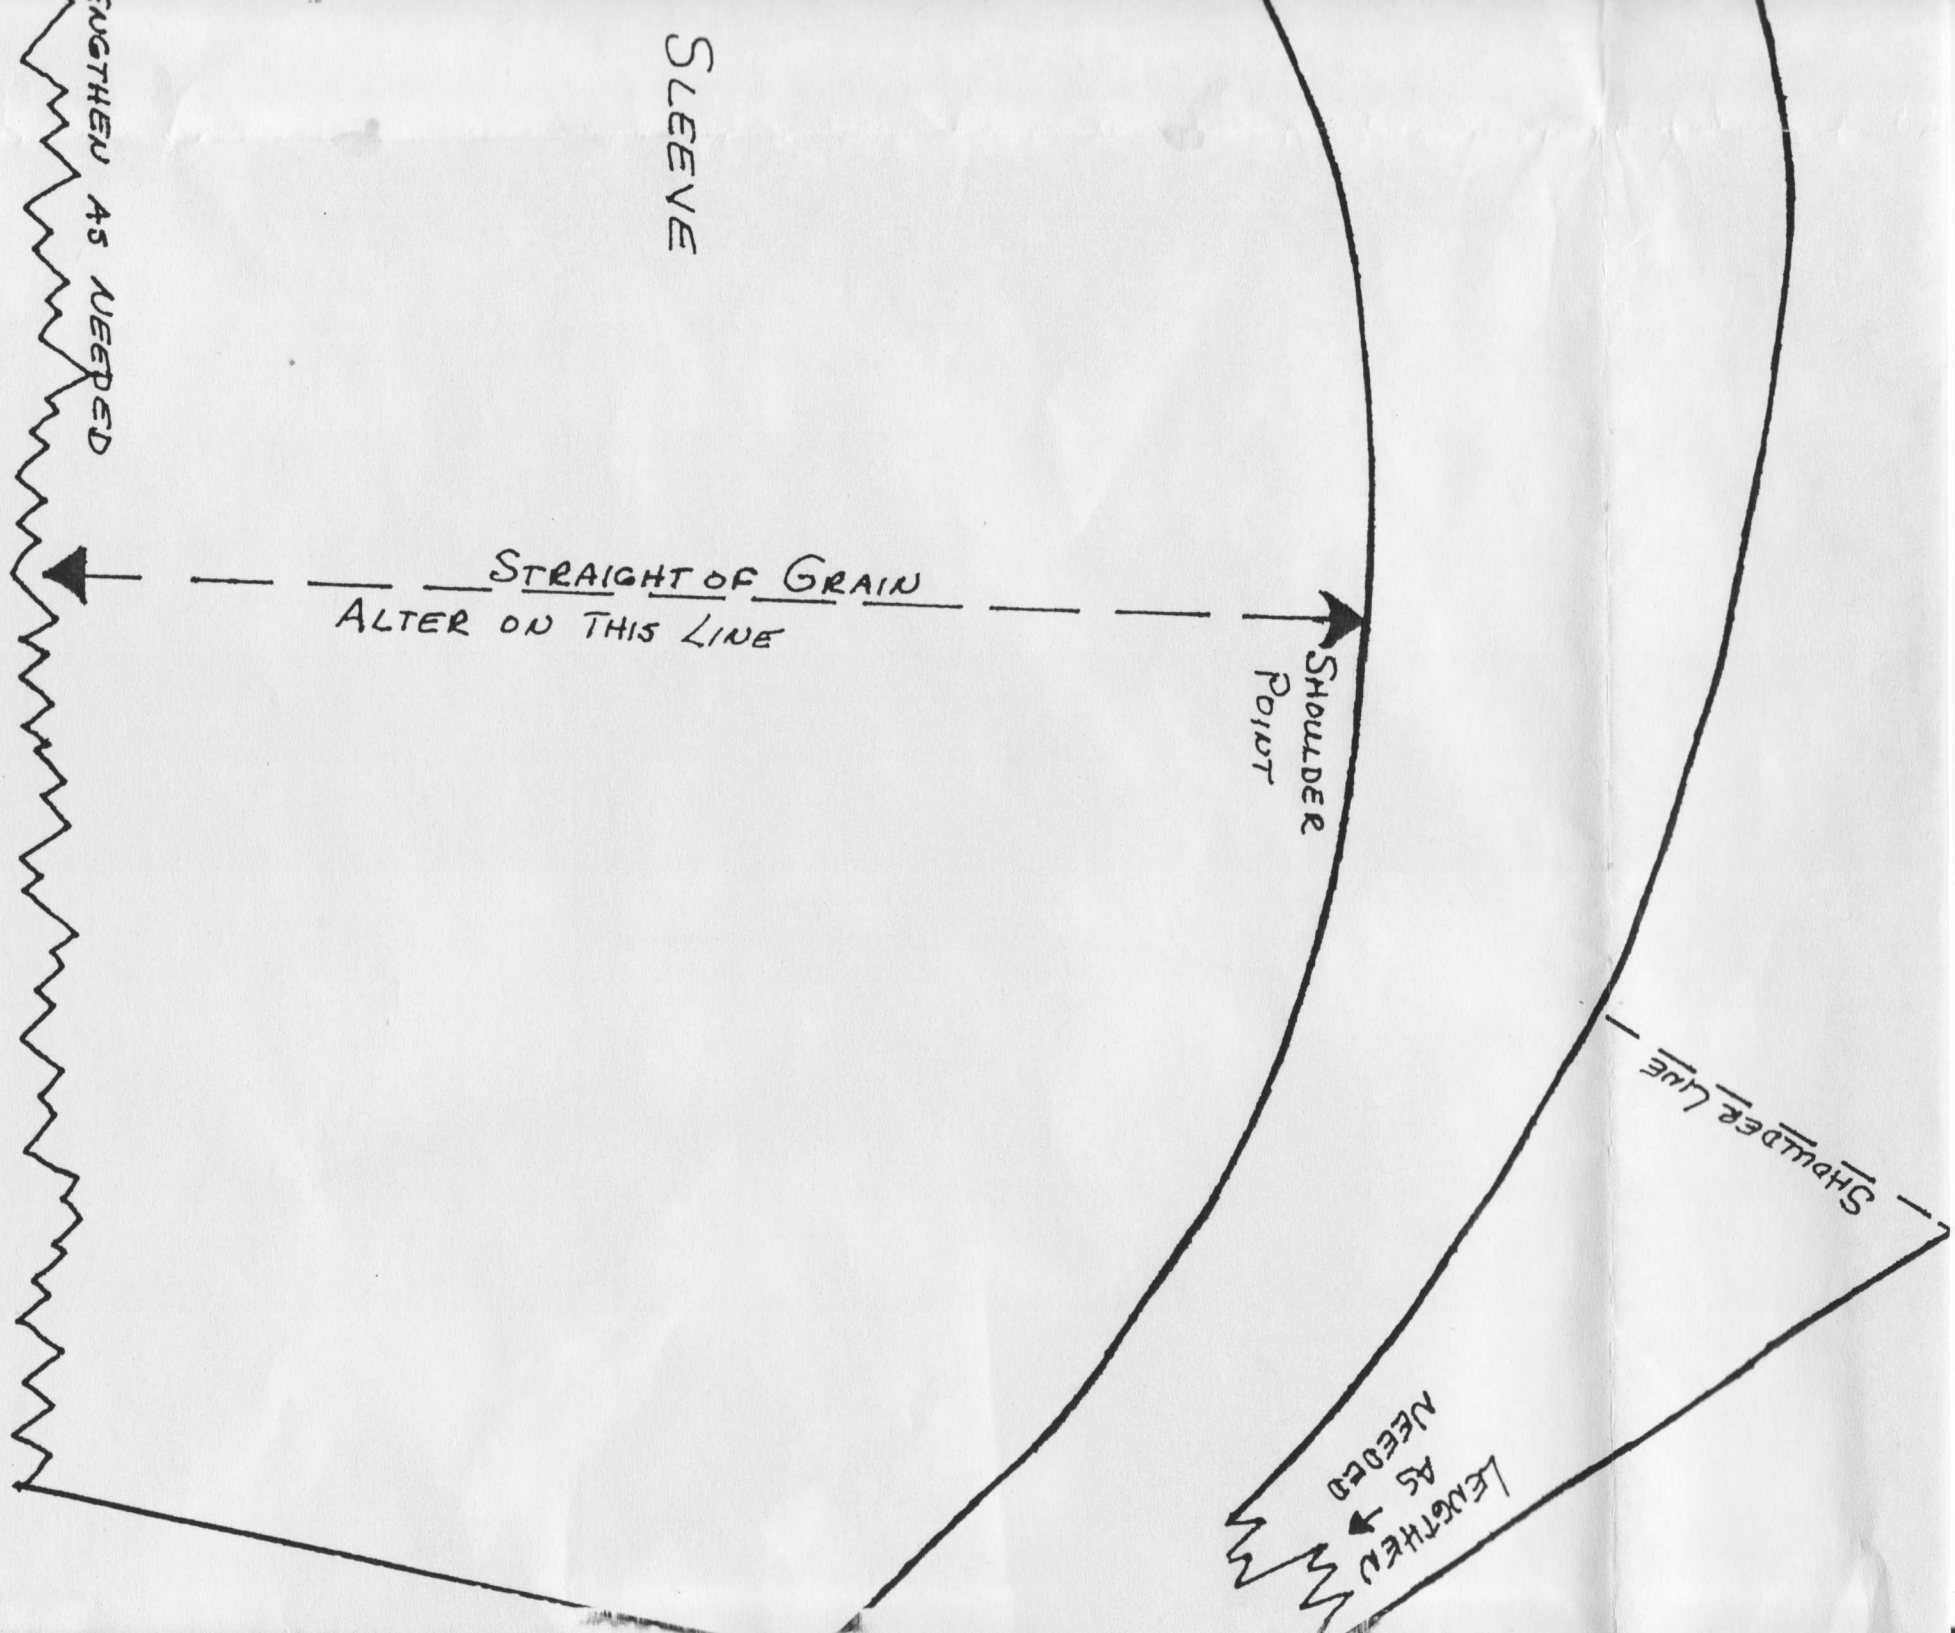 ENGTHEN AS NEEDED
SLEEVE
STRAIGHT OF GRAIN
ALTER ON THIS LINE
SHOULDER
POINT
SHOULDER LINE
LENGTHEN
AS
NEEDED